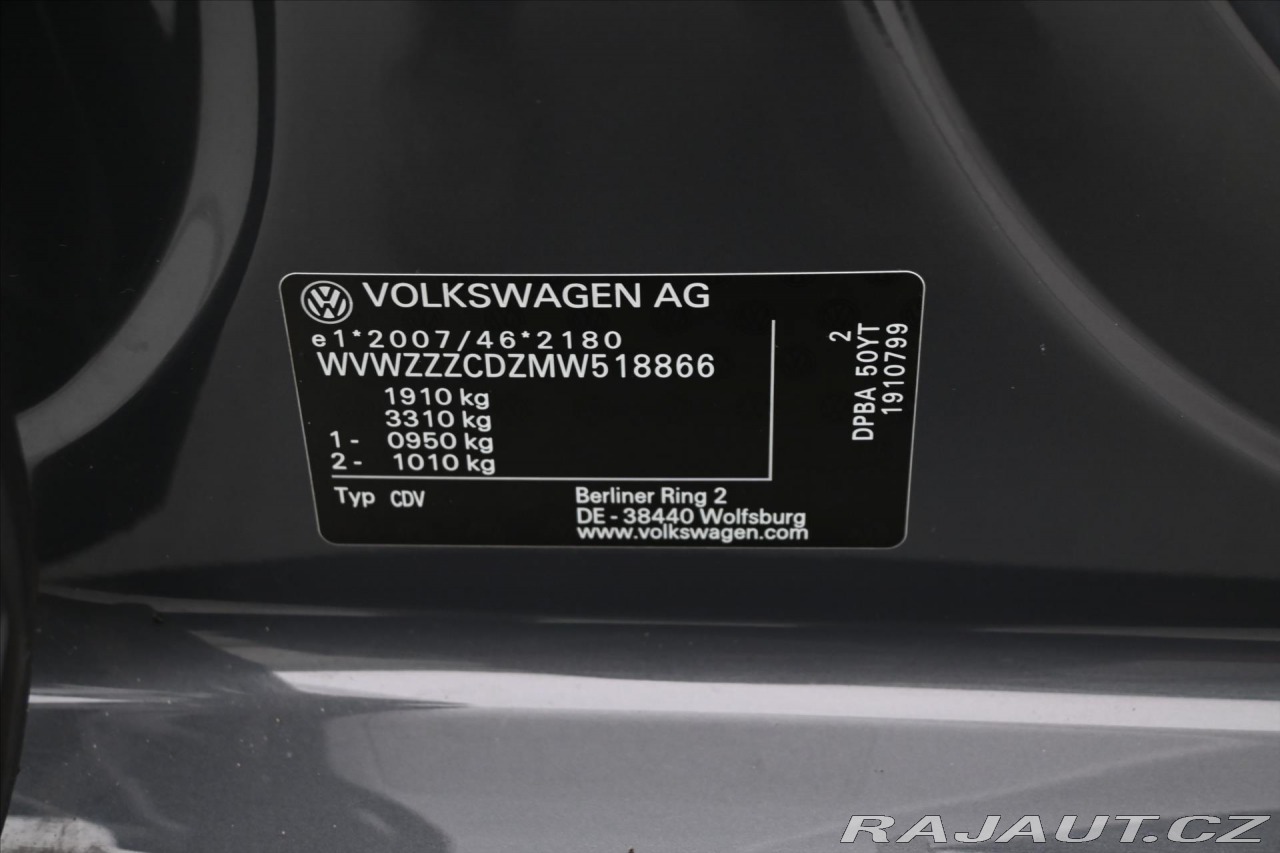 VOLKSWAGEN AG
e1*2007/46*2180
WVWZZZCDZMW518866
1910 kg
3310 kg
1- 0950 kg
2- 1010 kg
Typ CDV
Berliner Ring 2
DE - 38440 Wolfsburg
www.volkswagen.com
2
DPBA 50YT
19110799
RAJAUT.CZ